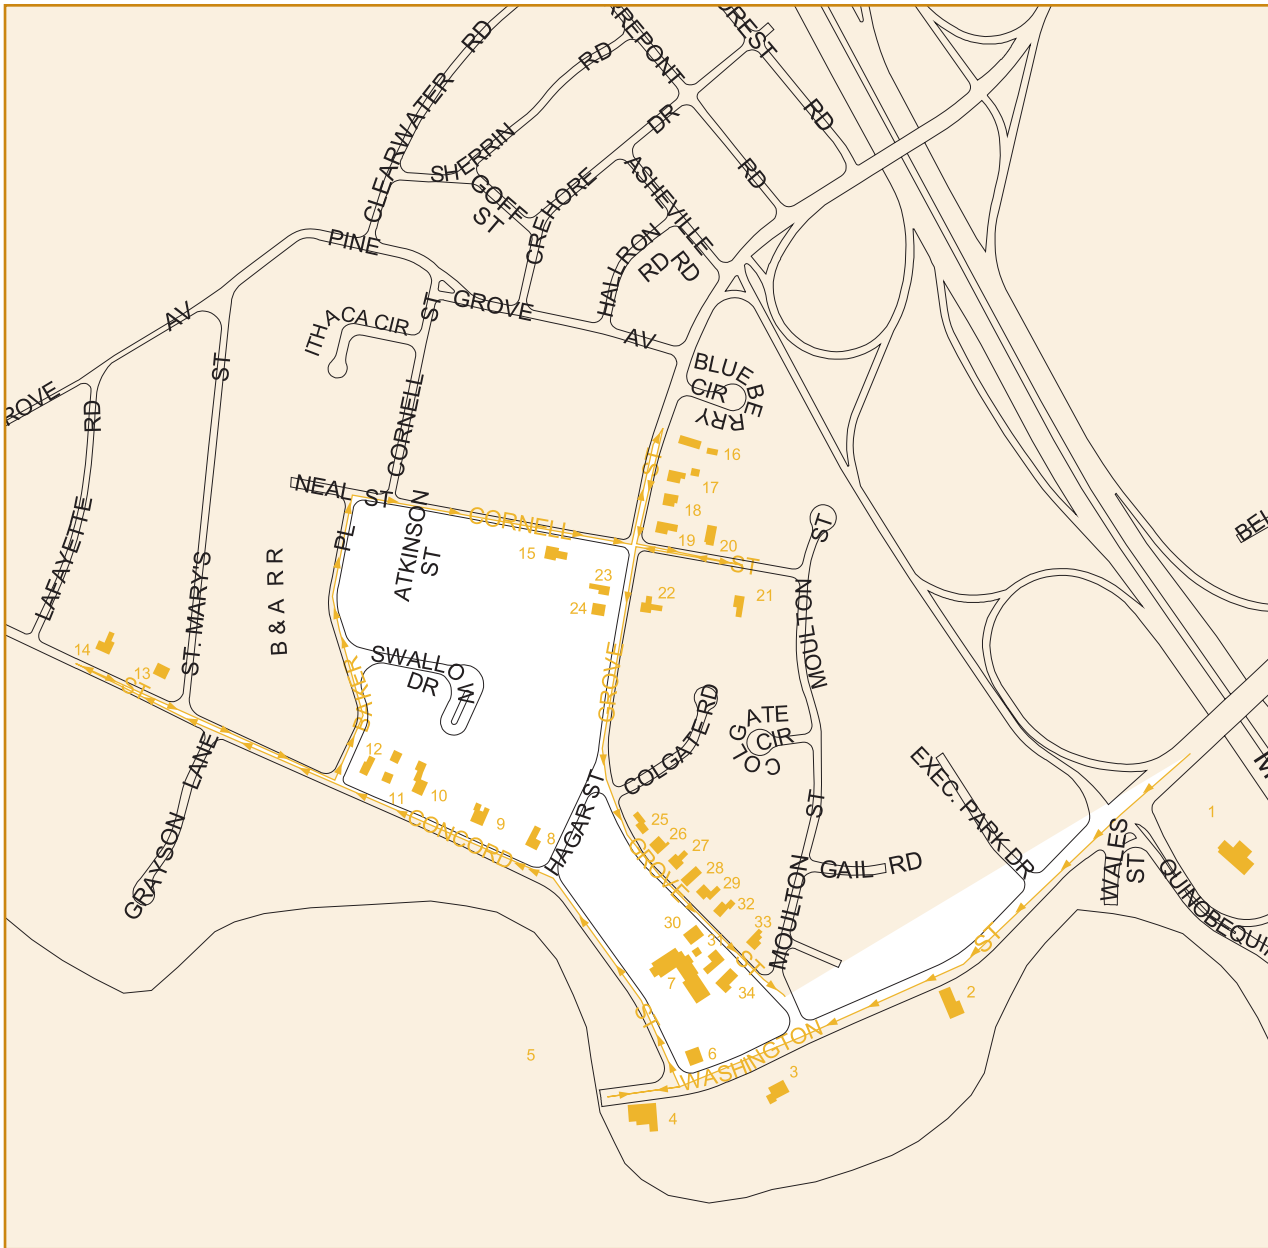 CLEARWATER RD
SHERRIN RD
REPONT
RD
REST
RD
GOFF
ST
CREHORE DR
ASHEVILLE
RD
HALLRON
RD
PINE
GROVE
AV
ROVE
AV
ITHACA CIR
CORNELL
ST
ST. MARY'S
ST
LAFAYETTE
RD
BLUEBERRY
CIR
NEAL ST
ATKINSON
ST
CORNELL
ST
GROVE
ST
B & A R R
BAKER
PL
SWALLOW
DR
MOULTON
ST
COLGATE RD
COLGATE
CIR
MOULTON
ST
GAIL RD
EXEC. PARK DR
WALES
ST
QUINOBEQUI
BEL
GRAYSON
LANE
CONCORD
ST
ST
HAGAR ST
GROVE
ST
WASHINGTON
ST
1
2
3
4
5
6
7
8
9
10
11
12
13
14
15
16
17
18
19
20
21
22
23
24
25
26
27
28
29
30
31
32
33
34